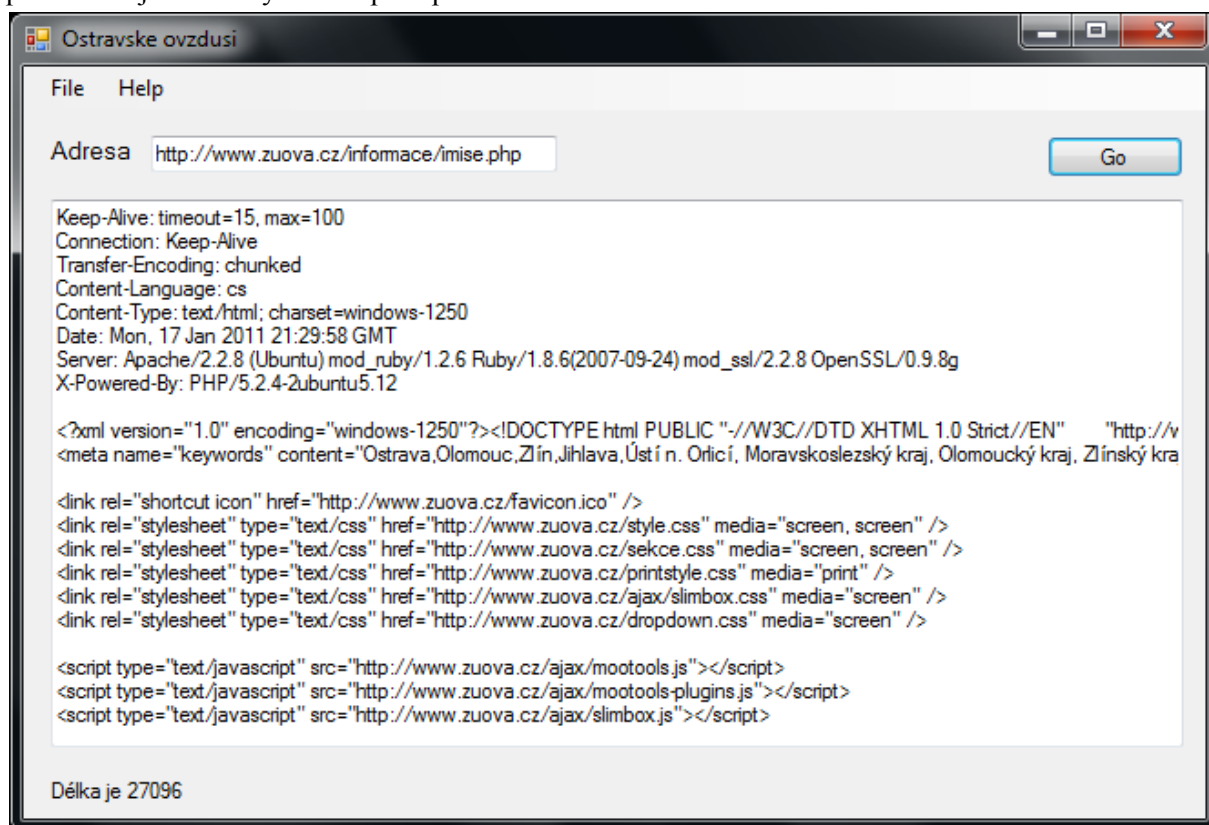 Ostravske ovzdusi
File Help
Adresa http://www.zuova.cz/informace/imise.php Go
Keep-Alive: timeout=15, max=100
Connection: Keep-Alive
Transfer-Encoding: chunked
Content-Language: cs
Content-Type: text/html; charset=windows-1250
Date: Mon, 17 Jan 2011 21:29:58 GMT
Server: Apache/2.2.8 (Ubuntu) mod_ruby/1.2.6 Ruby/1.8.6(2007-09-24) mod_ssl/2.2.8 OpenSSL/0.9.8g
X-Powered-By: PHP/5.2.4-2ubuntu5.12
<?xml version="1.0" encoding="windows-1250"?><!DOCTYPE html PUBLIC "-//W3C//DTD XHTML 1.0 Strict//EN" "http://v
<meta name="keywords" content="Ostrava,Olomouc,Zlín,Jihlava,Ústí n. Orlicí, Moravskoslezský kraj, Olomoucký kraj, Zlínský kra
<link rel="shortcut icon" href="http://www.zuova.cz/favicon.ico" />
<link rel="stylesheet" type="text/css" href="http://www.zuova.cz/style.css" media="screen, screen" />
<link rel="stylesheet" type="text/css" href="http://www.zuova.cz/sekce.css" media="screen, screen" />
<link rel="stylesheet" type="text/css" href="http://www.zuova.cz/printstyle.css" media="print" />
<link rel="stylesheet" type="text/css" href="http://www.zuova.cz/ajax/slimbox.css" media="screen" />
<link rel="stylesheet" type="text/css" href="http://www.zuova.cz/dropdown.css" media="screen" />
<script type="text/javascript" src="http://www.zuova.cz/ajax/mootools.js"></script>
<script type="text/javascript" src="http://www.zuova.cz/ajax/mootools-plugins.js"></script>
<script type="text/javascript" src="http://www.zuova.cz/ajax/slimbox.js"></script>
Délka je 27096